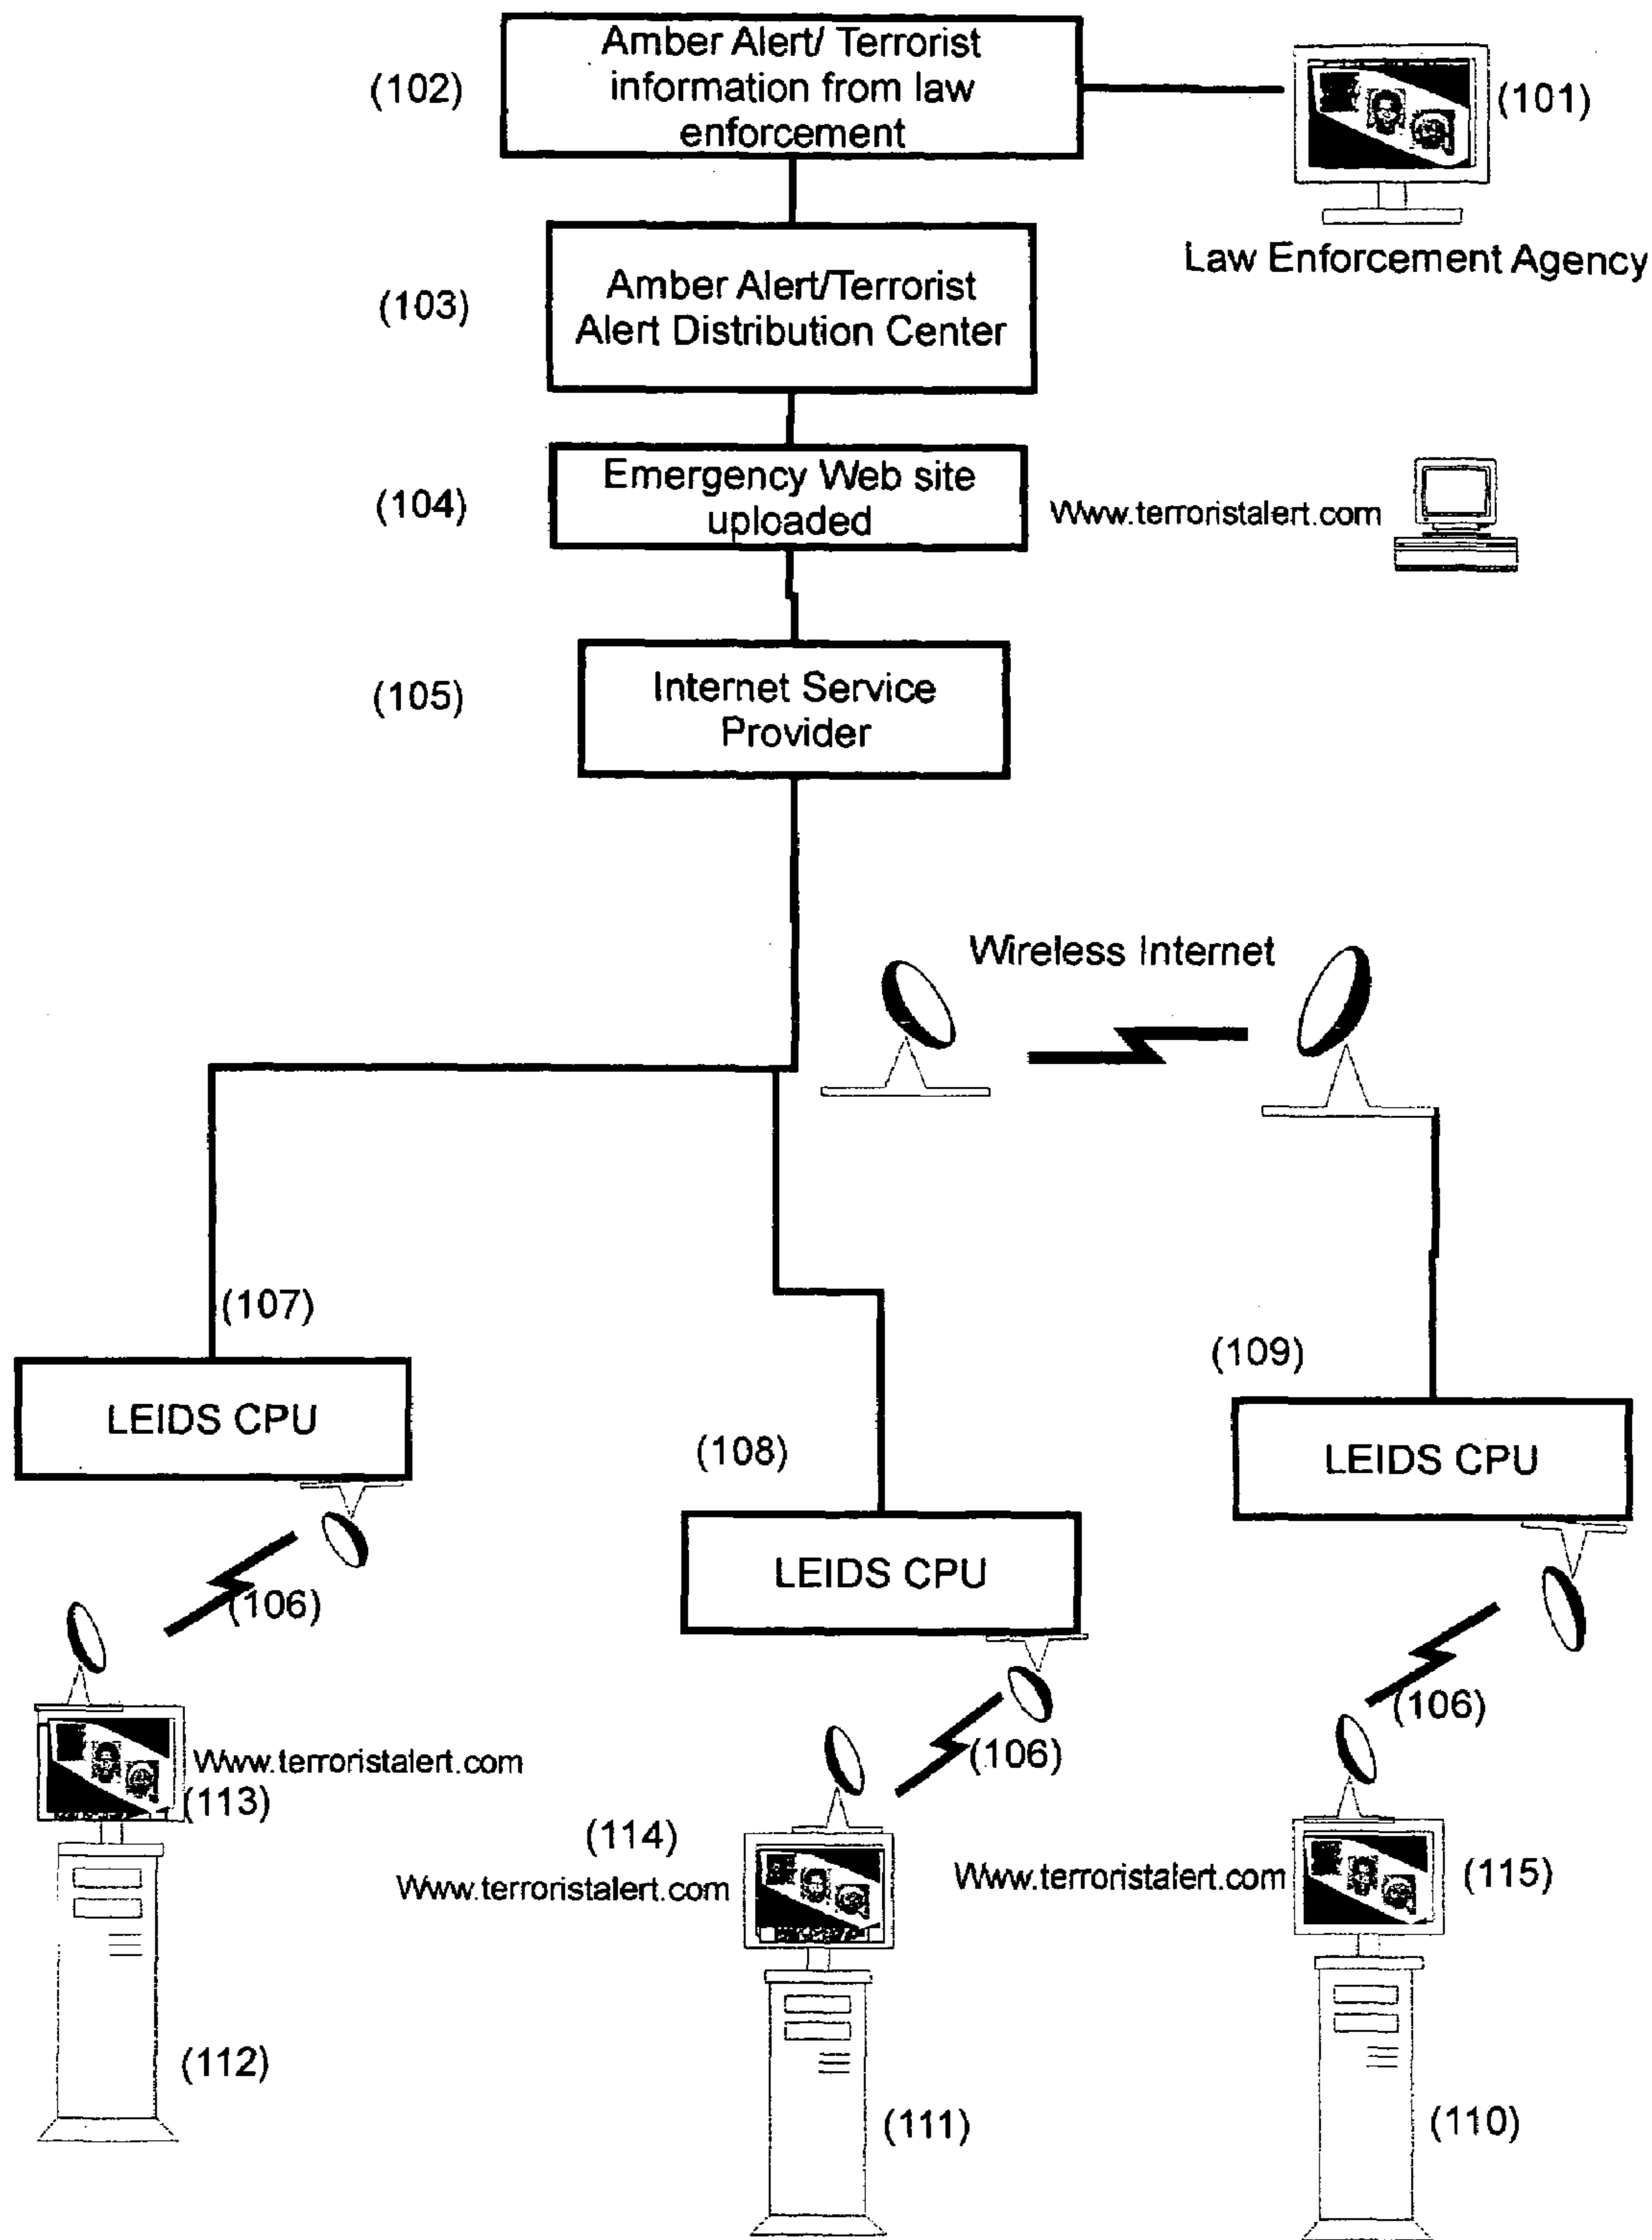 Amber Alert/ Terrorist
information from law
enforcement
(102)
(101)
Law Enforcement Agency
(103)
Amber Alert/Terrorist
Alert Distribution Center
(104)
Emergency Web site
uploaded
Www.terroristalert.com
(105)
Internet Service
Provider
Wireless Internet
(107)
LEIDS CPU
(109)
LEIDS CPU
(108)
LEIDS CPU
(106)
(106)
(106)
Www.terroristalert.com
(113)
(114)
Www.terroristalert.com
Www.terroristalert.com
(115)
(112)
(111)
(110)